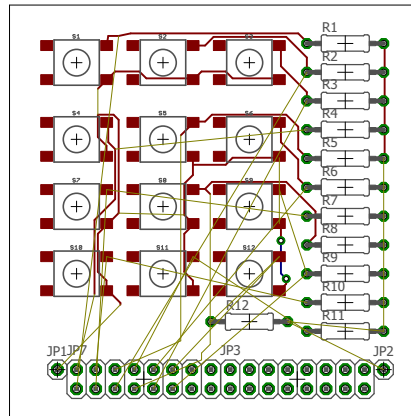 S1 S2 S3 R1
R2
R3
S4 S5 S6 R4
R5
R6
S7 S8 S9 R7
R8
S10 S11 S12 R9
R10
R12 R11
JP1 JP7 JP3 JP2